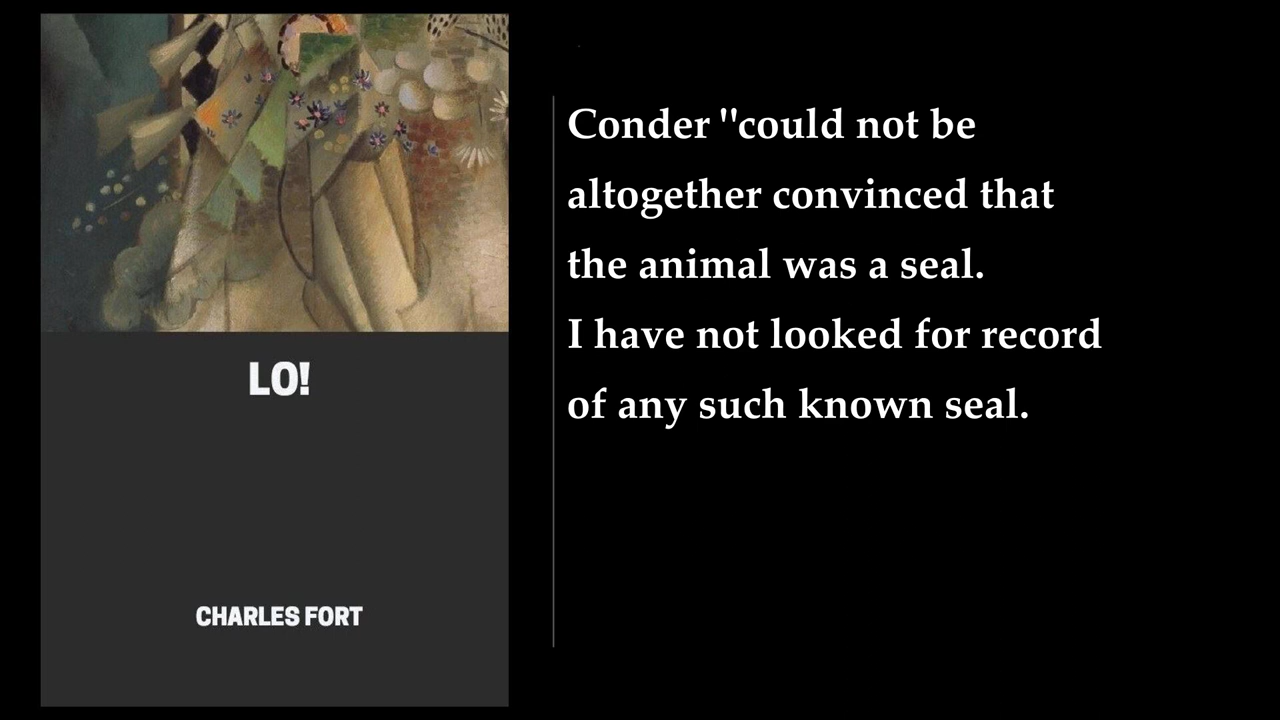 LO!
CHARLES FORT
Conder "could not be
altogether convinced that
the animal was a seal.
I have not looked for record
of any such known seal.